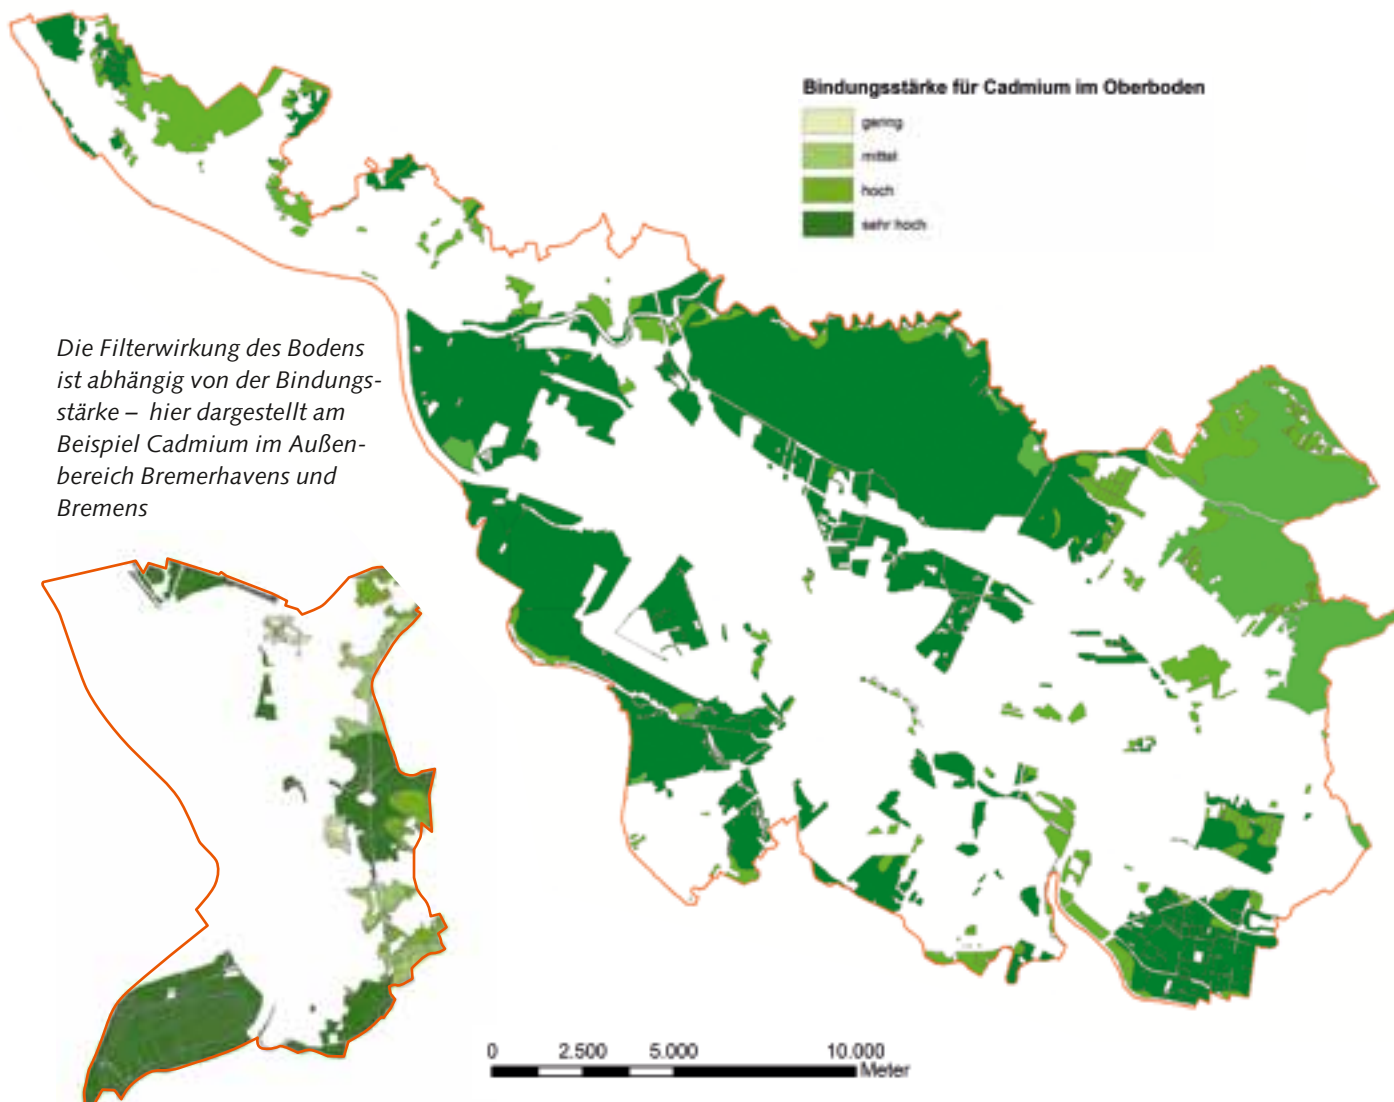 Bindungsstärke für Cadmium im Oberboden
gering
mittel
hoch
sehr hoch
Die Filterwirkung des Bodens
ist abhängig von der Bindungs-
stärke – hier dargestellt am
Beispiel Cadmium im Außen-
bereich Bremerhavens und
Bremens
0 2.500 5.000 10.000
Meter